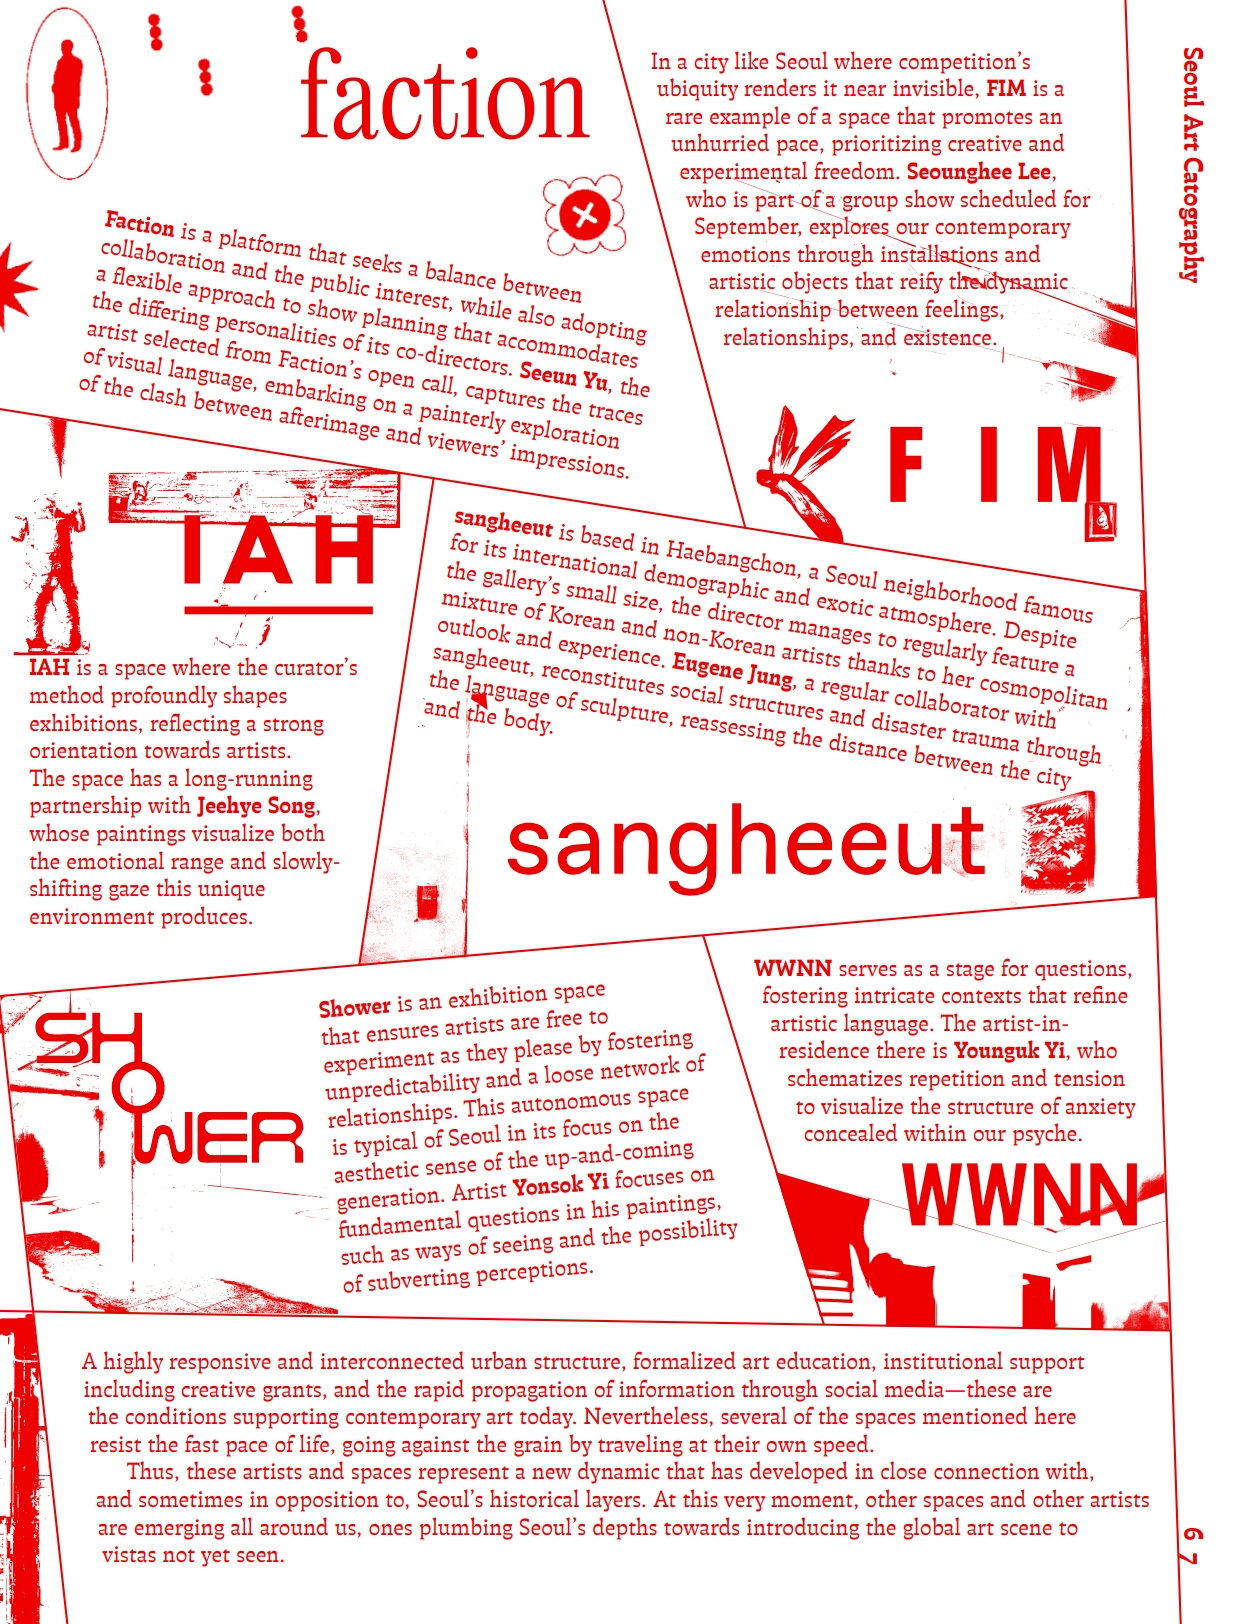 faction
Faction is a platform that seeks a balance between
collaboration and the public interest, while also adopting
a flexible approach to show planning that accommodates
the differing personalities of its co-directors. Seeun Yu, the
artist selected from Faction’s open call, captures the traces
of visual language, embarking on a painterly exploration
of the clash between afterimage and viewers’ impressions.
In a city like Seoul where competition’s
ubiquity renders it near invisible, FIM is a
rare example of a space that promotes an
unhurried pace, prioritizing creative and
experimental freedom. Seounghee Lee,
who is part of a group show scheduled for
September, explores our contemporary
emotions through installations and
artistic objects that reify the dynamic
relationship between feelings,
relationships, and existence.
FIM
IAH
IAH is a space where the curator’s
method profoundly shapes
exhibitions, reflecting a strong
orientation towards artists.
The space has a long-running
partnership with Jeehye Song,
whose paintings visualize both
the emotional range and slowly-
shifting gaze this unique
environment produces.
sangheeut is based in Haebangchon, a Seoul neighborhood famous
for its international demographic and exotic atmosphere. Despite
the gallery’s small size, the director manages to regularly feature a
mixture of Korean and non-Korean artists thanks to her cosmopolitan
outlook and experience. Eugene Jung, a regular collaborator with
sangheeut, reconstitutes social structures and disaster trauma through
the language of sculpture, reassessing the distance between the city
and the body.
sangheeut
SHOWER
Shower is an exhibition space
that ensures artists are free to
experiment as they please by fostering
unpredictability and a loose network of
relationships. This autonomous space
is typical of Seoul in its focus on the
aesthetic sense of the up-and-coming
generation. Artist Yonsok Yi focuses on
fundamental questions in his paintings,
such as ways of seeing and the possibility
of subverting perceptions.
WWNN serves as a stage for questions,
fostering intricate contexts that refine
artistic language. The artist-in-
residence there is Younguk Yi, who
schematizes repetition and tension
to visualize the structure of anxiety
concealed within our psyche.
WWNN
A highly responsive and interconnected urban structure, formalized art education, institutional support
including creative grants, and the rapid propagation of information through social media—these are
the conditions supporting contemporary art today. Nevertheless, several of the spaces mentioned here
resist the fast pace of life, going against the grain by traveling at their own speed.
Thus, these artists and spaces represent a new dynamic that has developed in close connection with,
and sometimes in opposition to, Seoul’s historical layers. At this very moment, other spaces and other artists
are emerging all around us, ones plumbing Seoul’s depths towards introducing the global art scene to
vistas not yet seen.
Seoul Art Catography
67